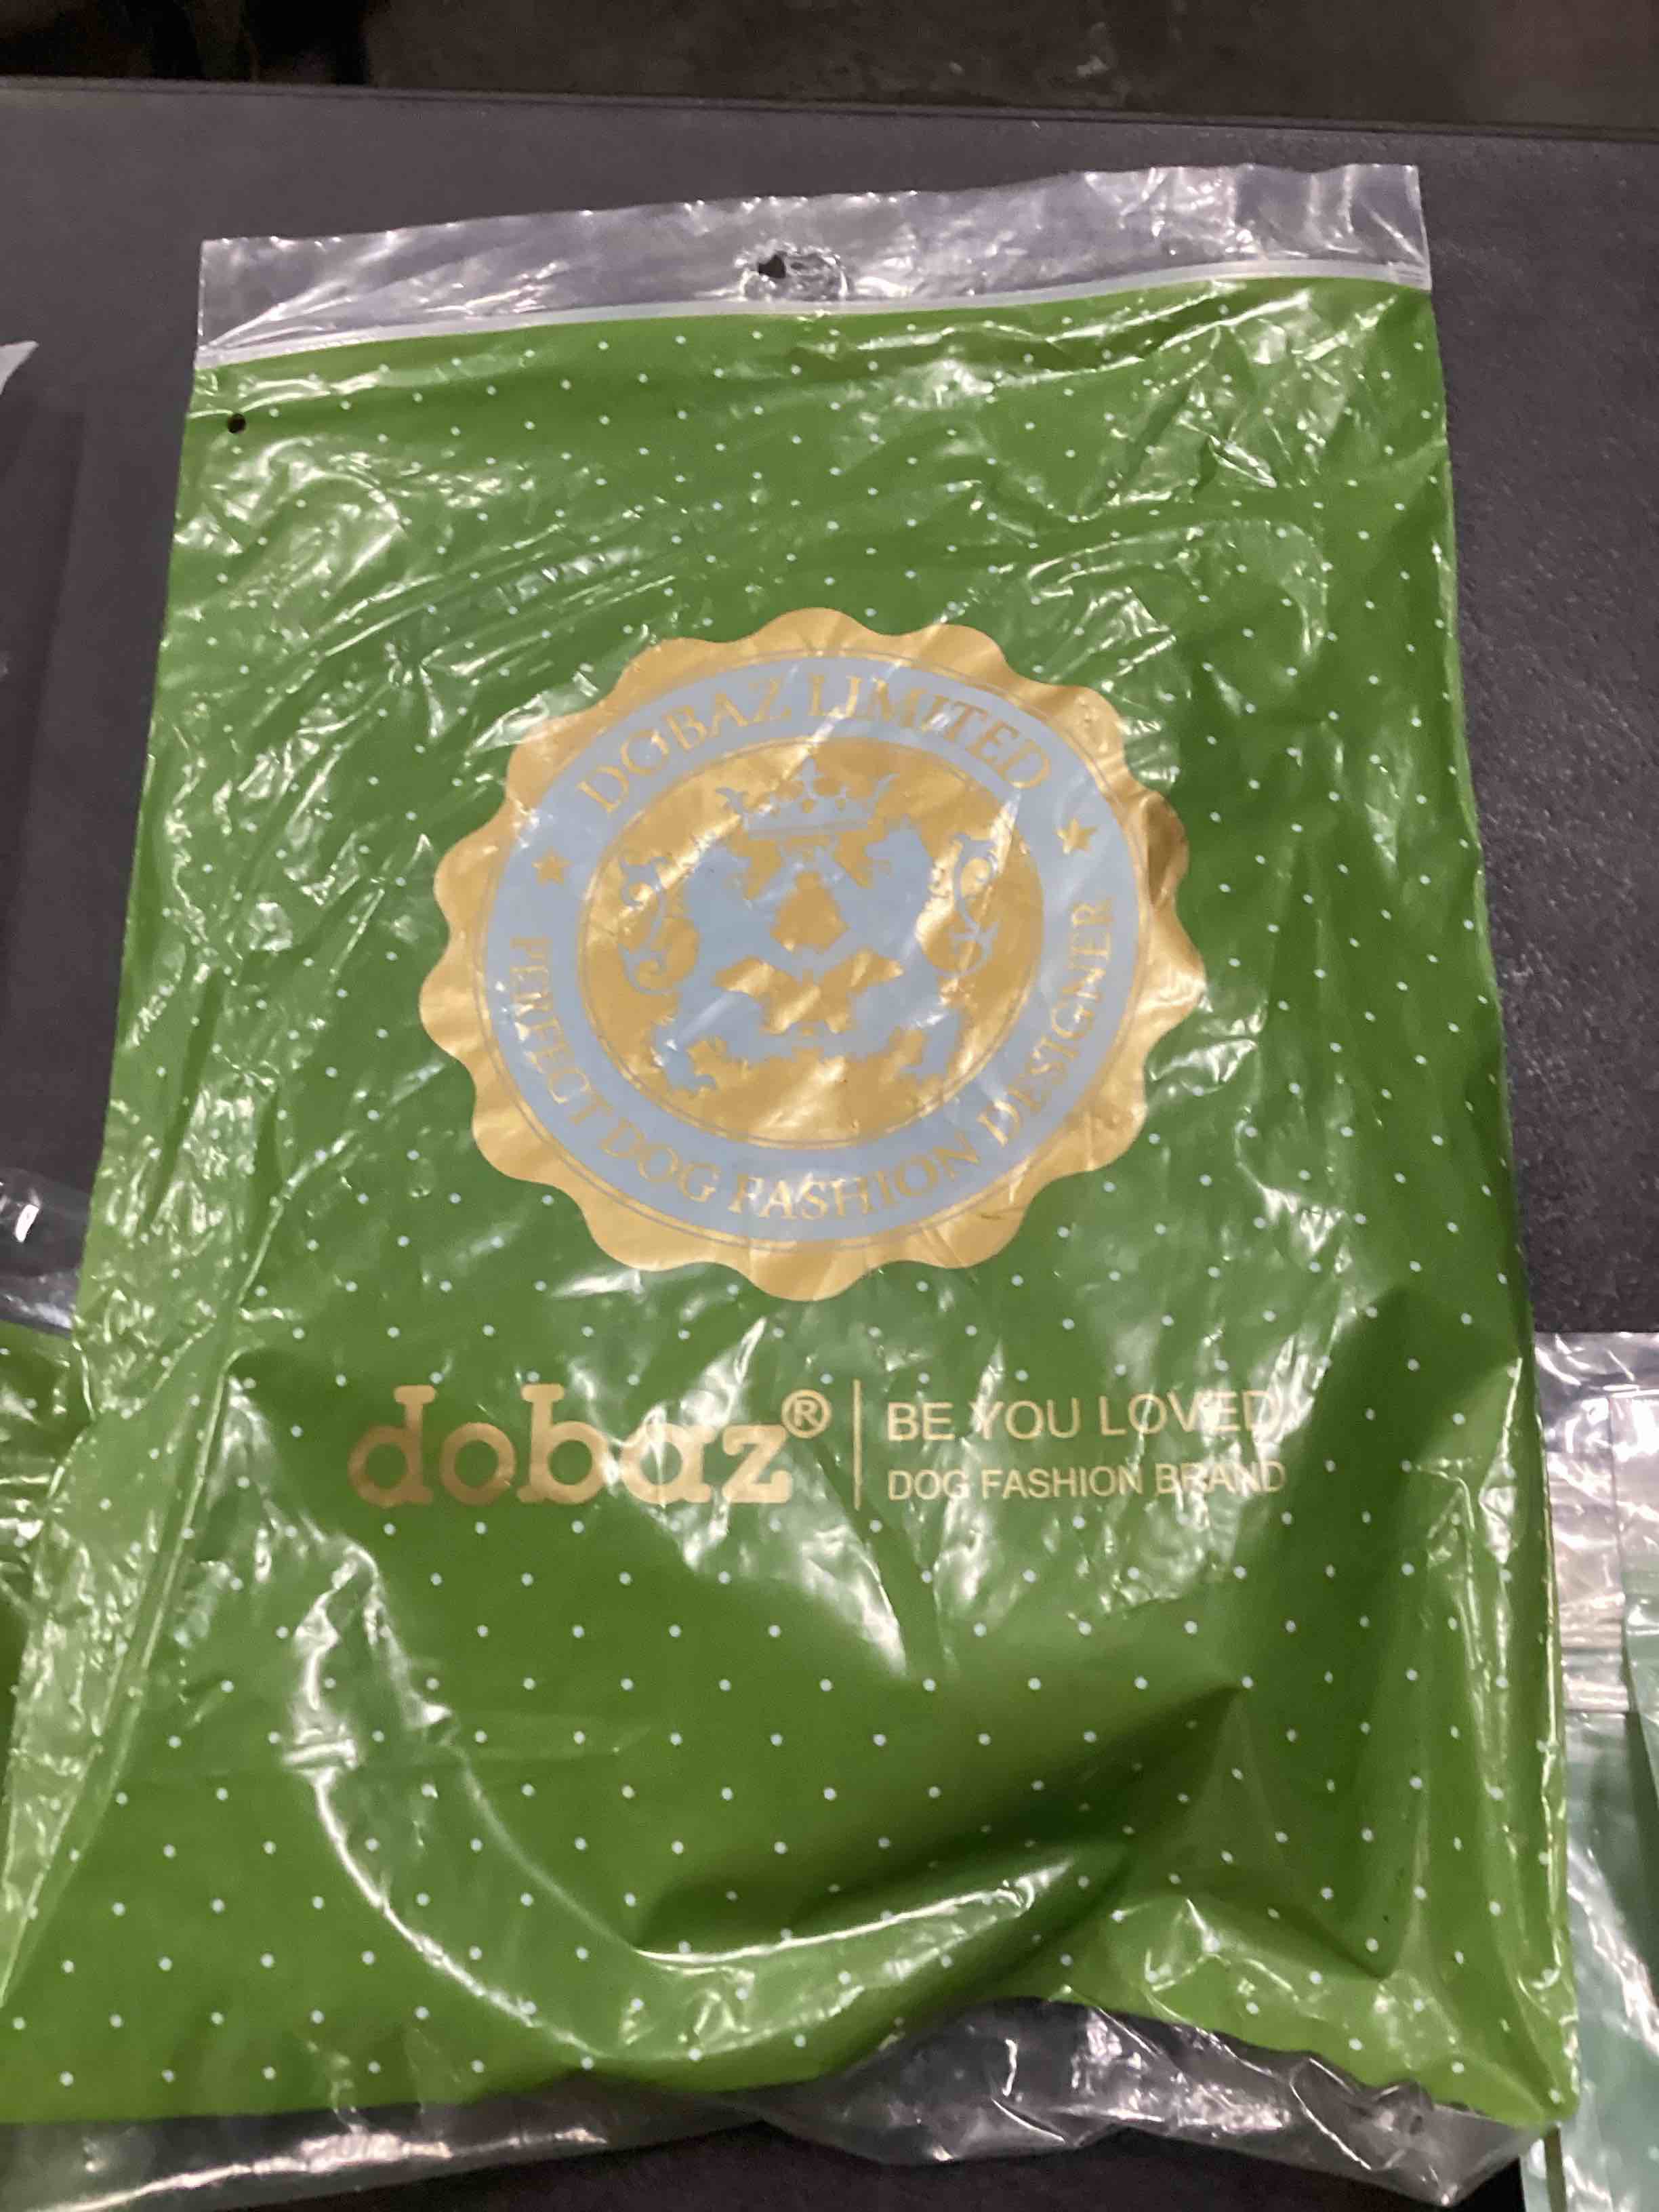 DOBAZ LIMITED
PERFECT DOG FASHION DESIGNER
dobaz®
BE YOU LOVED
DOG FASHION BRAND